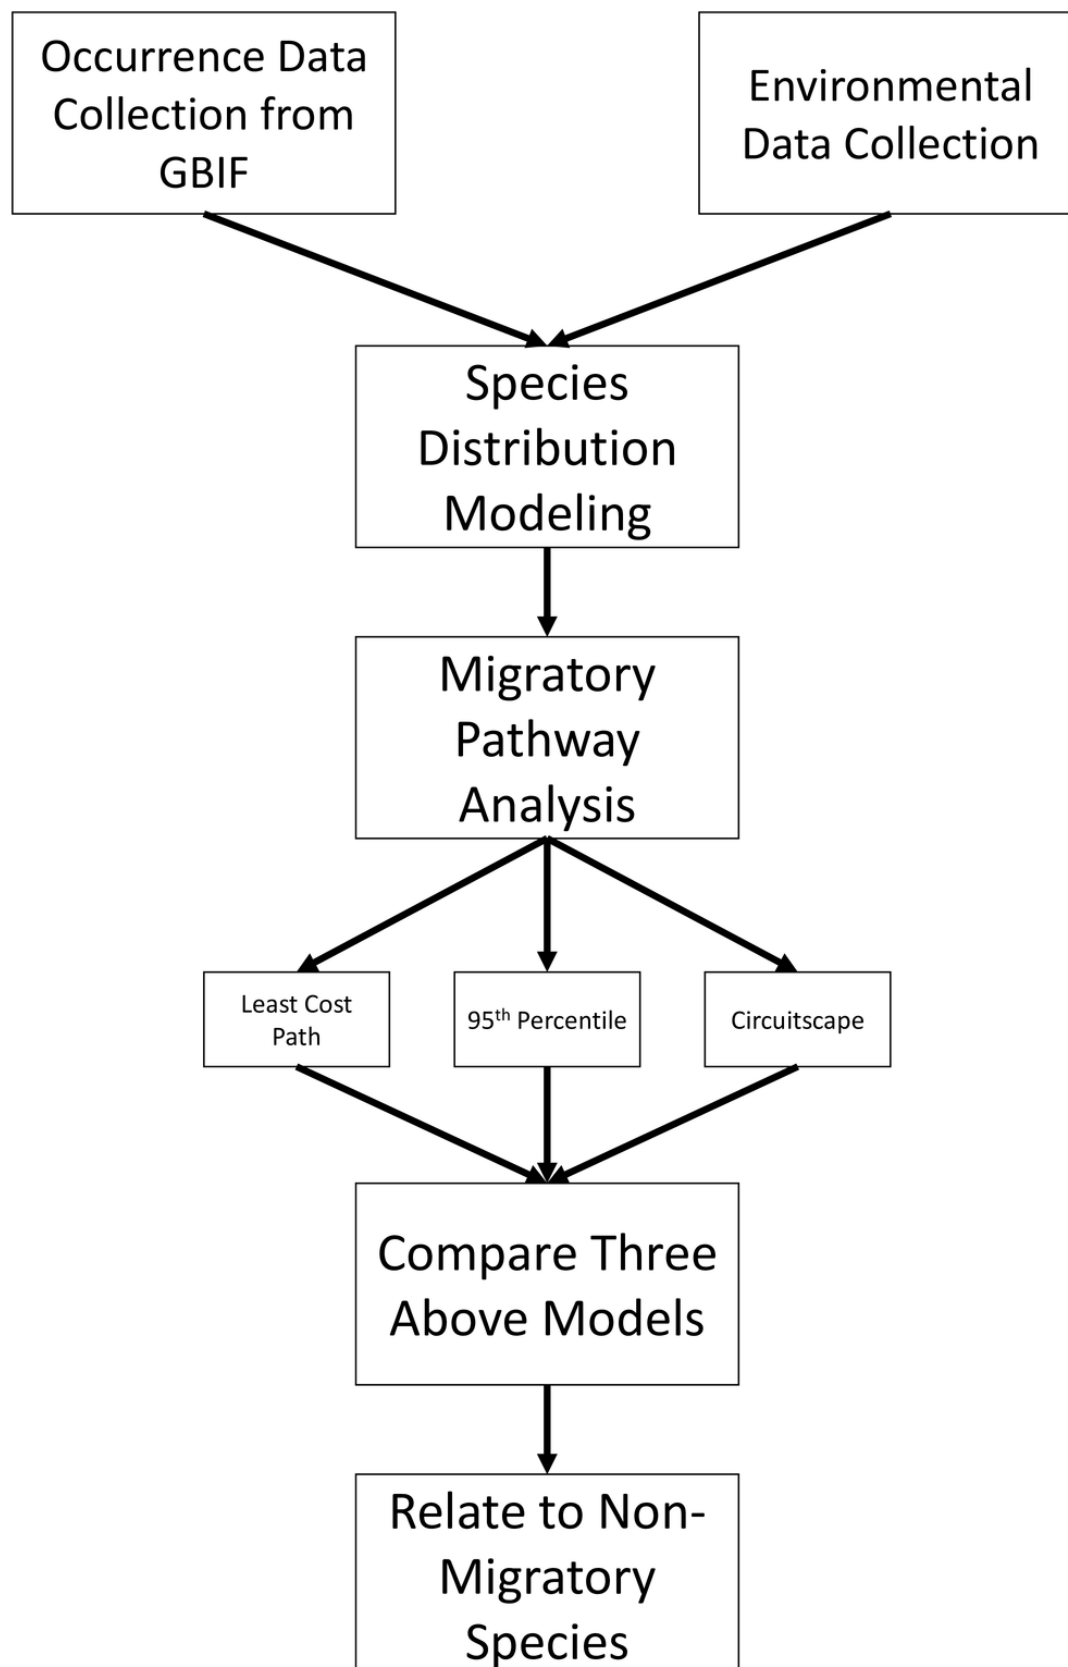 Occurrence Data
Collection from
GBIF
Environmental
Data Collection
Species
Distribution
Modeling
Migratory
Pathway
Analysis
Least Cost
Path
95th Percentile
Circuitscape
Compare Three
Above Models
Relate to Non-
Migratory
Species